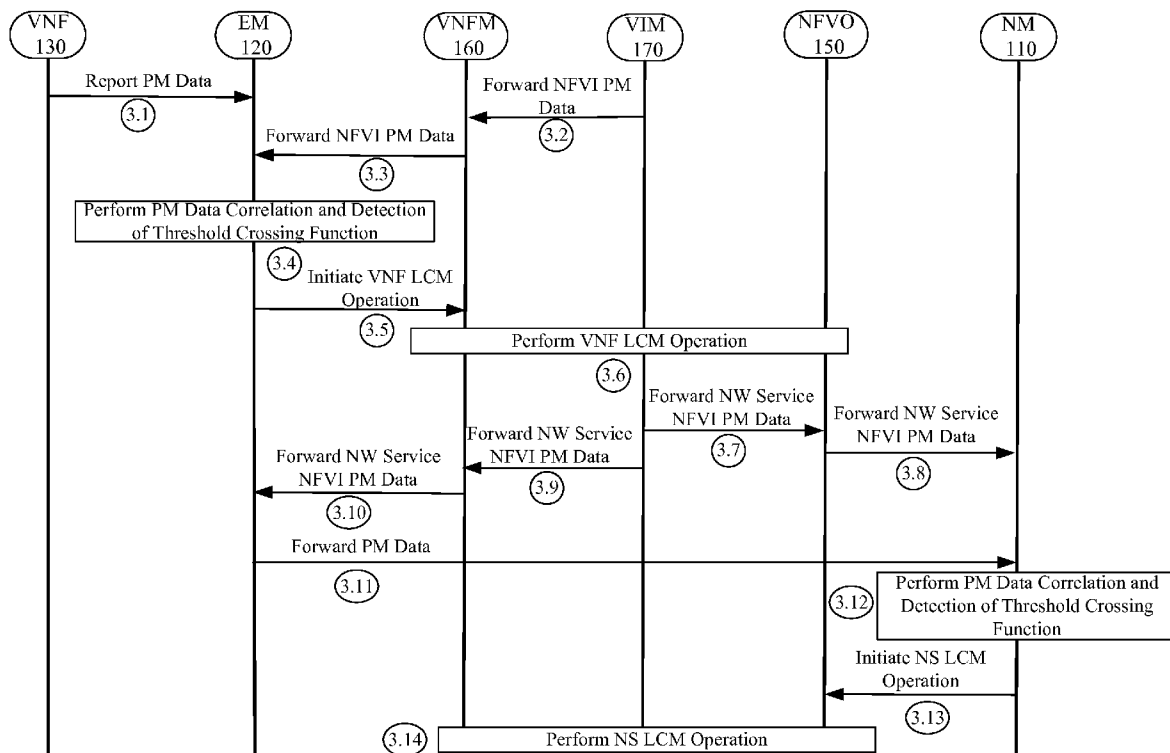 VNF
130
EM
120
VNFM
160
VIM
170
NFVO
150
NM
110
Report PM Data
3.1
Forward NFVI PM
Data
3.2
Forward NFVI PM Data
3.3
Perform PM Data Correlation and Detection
of Threshold Crossing Function
3.4
Initiate VNF LCM
Operation
3.5
Perform VNF LCM Operation
3.6
Forward NW Service
NFVI PM Data
3.7
Forward NW Service
NFVI PM Data
3.8
Forward NW Service
NFVI PM Data
3.9
Forward NW Service
NFVI PM Data
3.10
Forward PM Data
3.11
Perform PM Data Correlation and
Detection of Threshold Crossing
Function
3.12
Initiate NS LCM
Operation
3.13
3.14
Perform NS LCM Operation